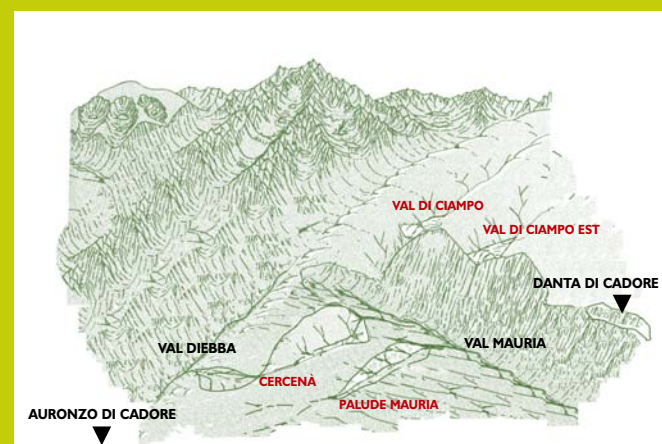 VAL DI CIAMPO
VAL DI CIAMPO EST
DANTA DI CADORE
VAL DIEBBA
VAL MAURIA
CERCENÀ
PALUDE MAURIA
AURONZO DI CADORE